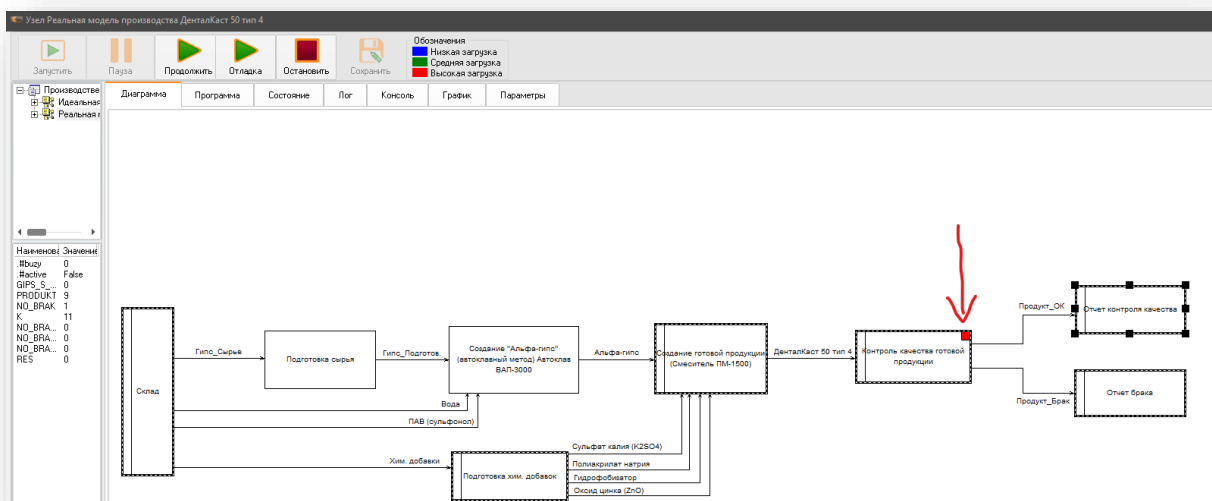 Узел Реальная модель производства ДенталКаст 50 тип 4
Запустить
Пауза
Продолжить
Отладка
Остановить
Сохранить
Обозначения
Низкая загрузка
Средняя загрузка
Высокая загрузка
Производстве
Идеальная
Реальная м
Диаграмма
Программа
Состояние
Лог
Консоль
График
Параметры
Наименова Значение
.#buzy 0
.#active False
GIPS_S_... 0
PRODUKT 9
NO_BRAK 1
K 11
NO_BRA... 0
NO_BRA... 0
NO_BRA... 0
RES 0
Склад
Гипс_Сырье
Подготовка сырья
Гипс_Подготов.
Создание "Альфа-гипс"
(автоклавный метод) Автоклав
ВАП-3000
Альфа-гипс
Создание готовой продукции
(Смеситель ПМ-1500)
ДенталКаст 50 тип 4
Контроль качества готовой
продукции
Продукт_ОК
Отчет контроля качества
Продукт_Брак
Отчет брака
Вода
ПАВ (сульфонол)
Хим. добавки
Подготовка хим. добавок
Сульфат калия (K2SO4)
Полиакрилат натрия
Гидрофобизатор
Оксид цинка (ZnO)